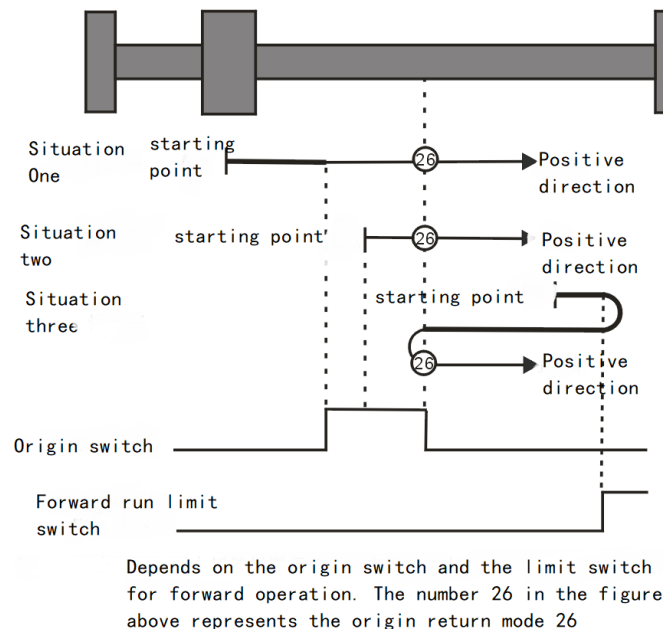 Situation
One
starting
point
26
Positive
direction
Situation
two
starting point
26
Positive
direction
Situation
three
starting point
26
Positive
direction
Origin switch
Forward run limit
switch
Depends on the origin switch and the limit switch
for forward operation. The number 26 in the figure
above represents the origin return mode 26